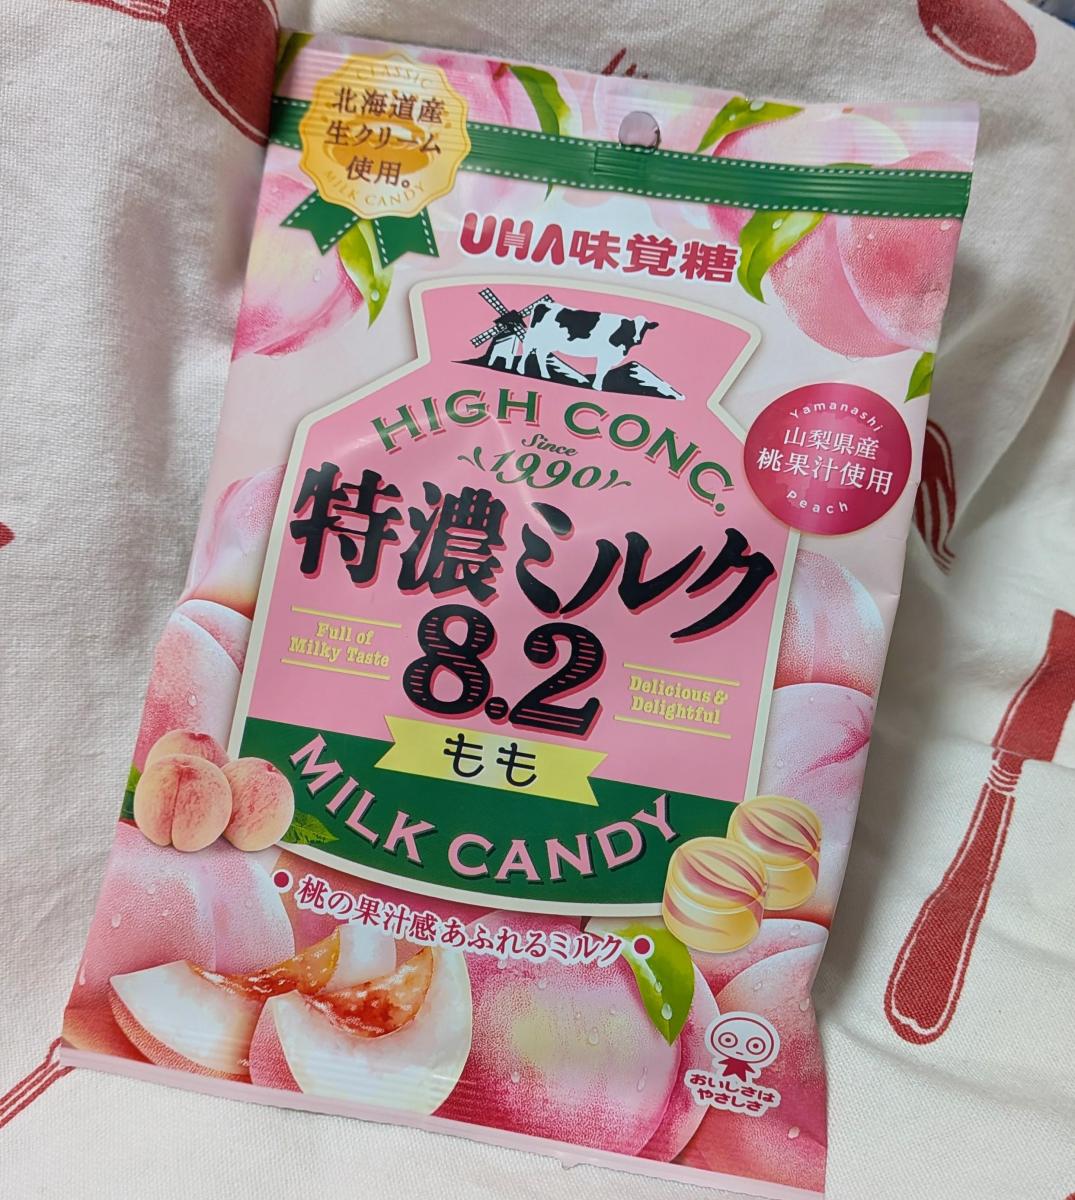 CLASSIC
北海道産
生クリーム
使用。
MILK CANDY
UHA味覚糖
HIGH CONC.
Since
1990
Yamanashi
山梨県産
桃果汁使用
Peach
特濃ミルク
8.2
Full of
Milky Taste
Delicious &
Delightful
もも
MILK CANDY
桃の果汁感あふれるミルク
おいしさは
やさしさ